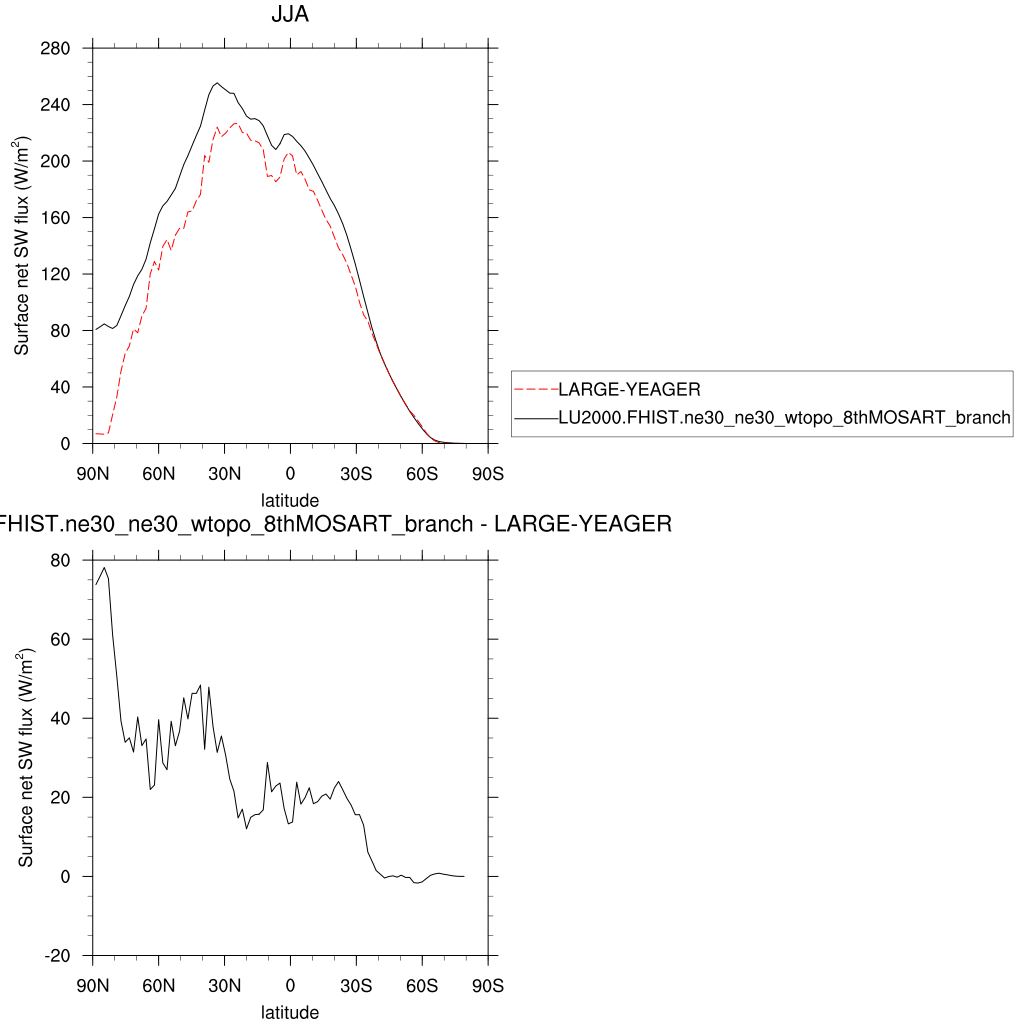 JJA
280
240
200
160
120
80
40
0
Surface net SW flux (W/m²)
90N 60N 30N 0 30S 60S 90S
latitude
LARGE-YEAGER
LU2000.FHIST.ne30_ne30_wtopo_8thMOSART_branch
FHIST.ne30_ne30_wtopo_8thMOSART_branch - LARGE-YEAGER
80
60
40
20
0
-20
Surface net SW flux (W/m²)
90N 60N 30N 0 30S 60S 90S
latitude